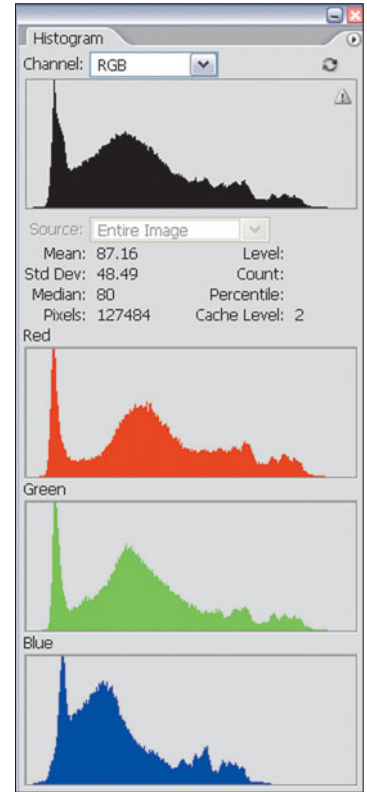 Histogram
Channel: RGB
Source: Entire Image
Mean: 87.16 Level:
Std Dev: 48.49 Count:
Median: 80 Percentile:
Pixels: 127484 Cache Level: 2
Red
Green
Blue